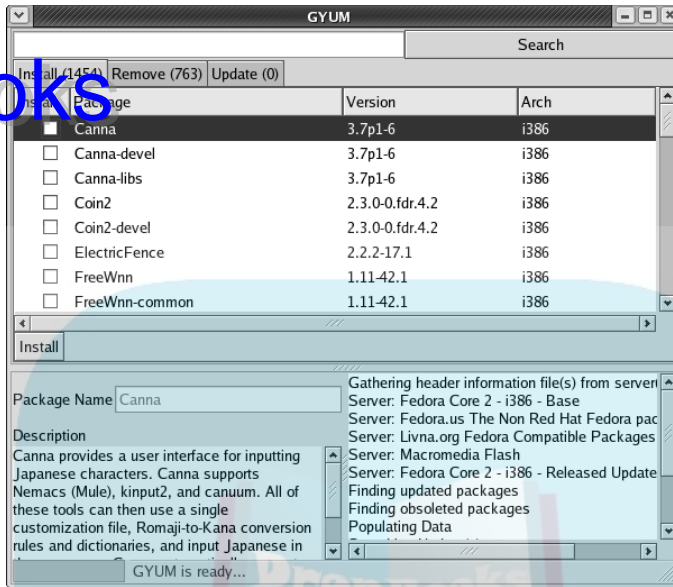 GYUM
Search
Install (1454) Remove (763) Update (0)
oks
Install Package Version Arch
Canna 3.7p1-6 i386
Canna-devel 3.7p1-6 i386
Canna-libs 3.7p1-6 i386
Coin2 2.3.0-0.fdr.4.2 i386
Coin2-devel 2.3.0-0.fdr.4.2 i386
ElectricFence 2.2.2-17.1 i386
FreeWnn 1.11-42.1 i386
FreeWnn-common 1.11-42.1 i386
Install
Package Name Canna
Description
Canna provides a user interface for inputting
Japanese characters. Canna supports
Nemacs (Mule), kinput2, and canuum. All of
these tools can then use a single
customization file, Romaji-to-Kana conversion
rules and dictionaries, and input Japanese in
Gathering header information file(s) from server(
Server: Fedora Core 2 - i386 - Base
Server: Fedora.us The Non Red Hat Fedora pac
Server: Livna.org Fedora Compatible Packages
Server: Macromedia Flash
Server: Fedora Core 2 - i386 - Released Update
Finding updated packages
Finding obsoleted packages
Populating Data
GYUM is ready...